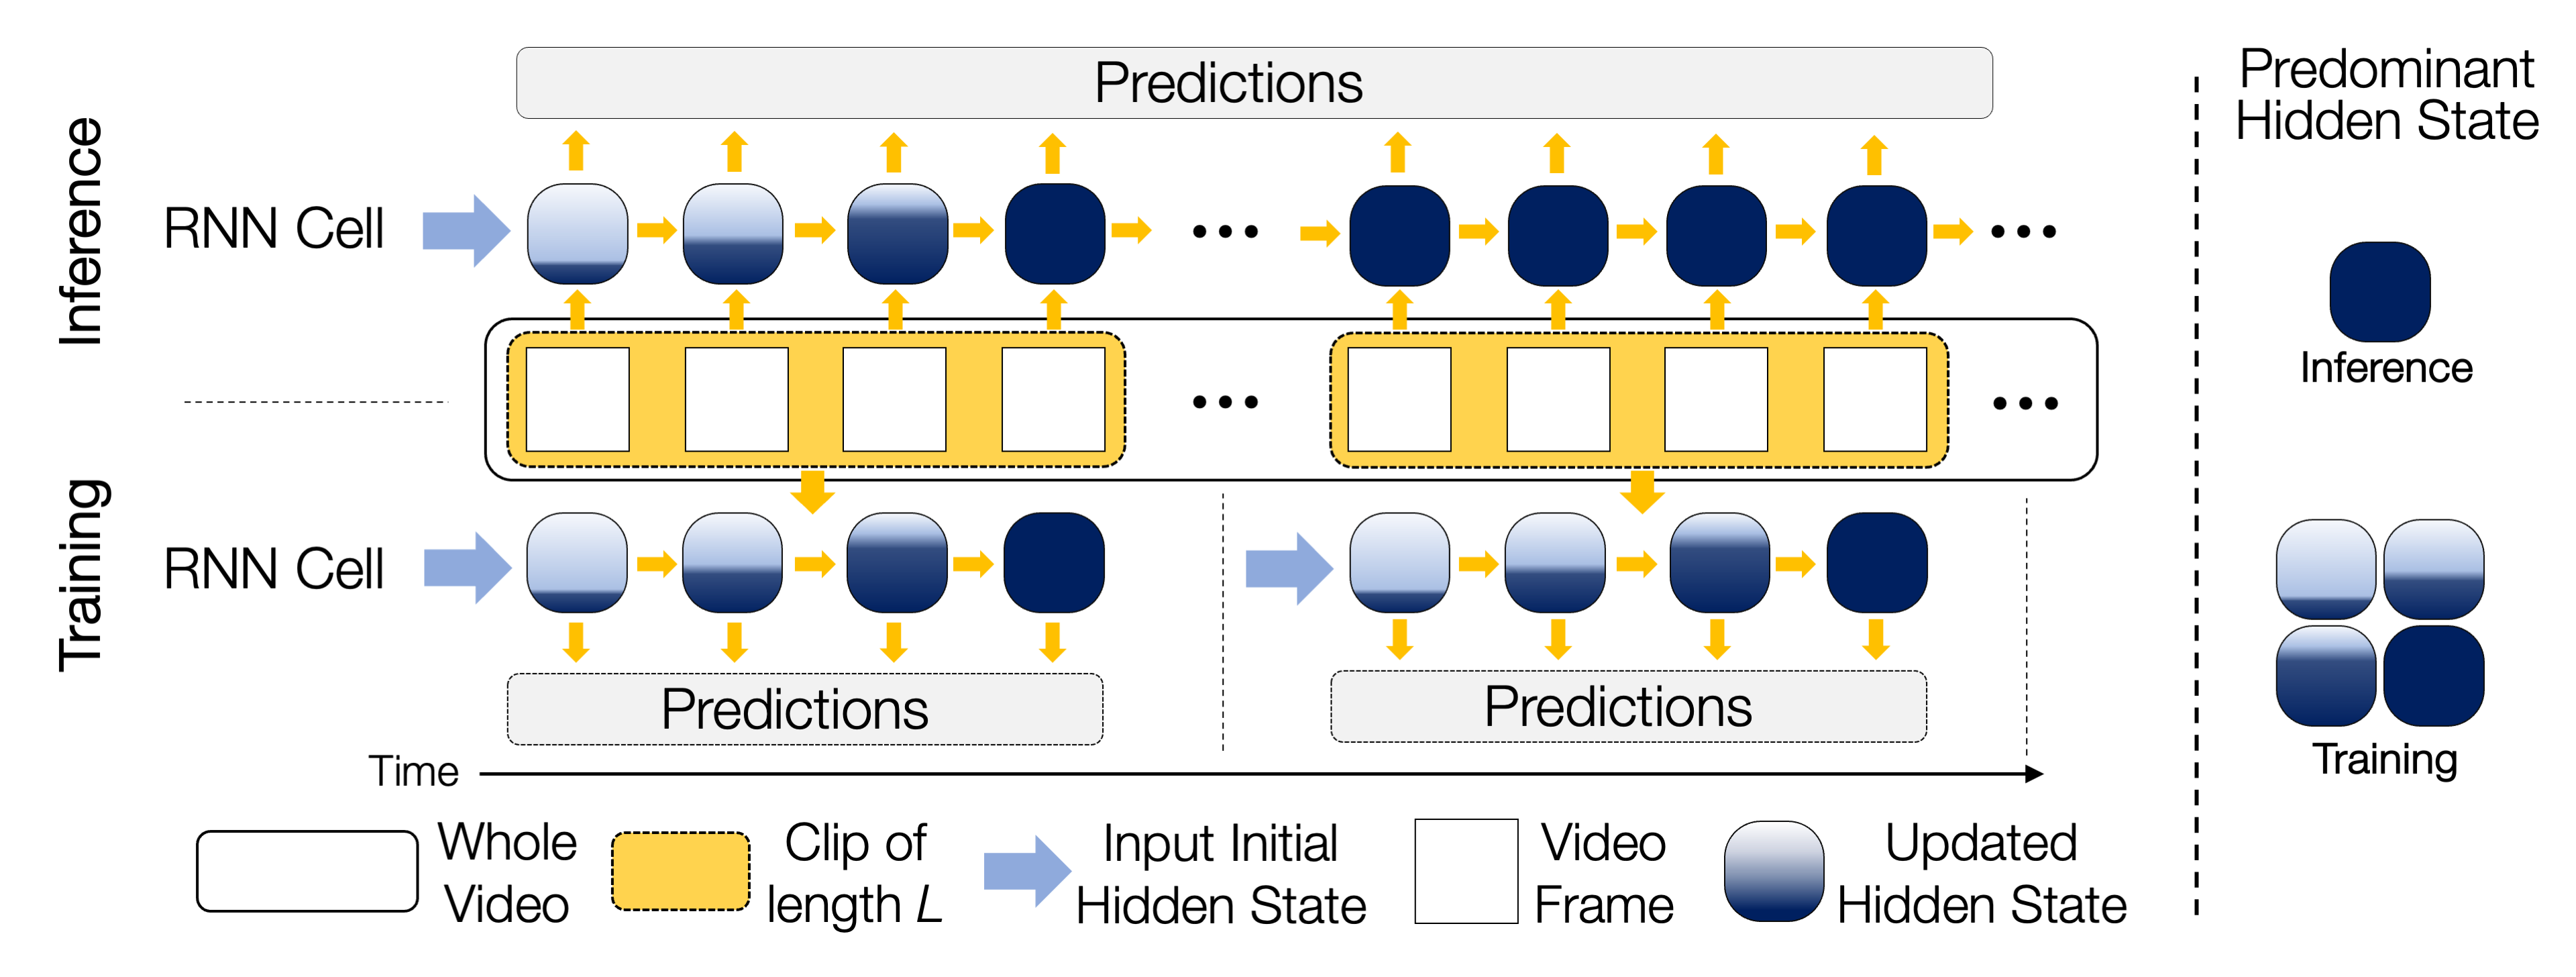 Predictions
Predominant
Hidden State
Inference
RNN Cell
Inference
Training
RNN Cell
Predictions
Predictions
Training
Time
Whole
Video
Clip of
length L
Input Initial
Hidden State
Video
Frame
Updated
Hidden State